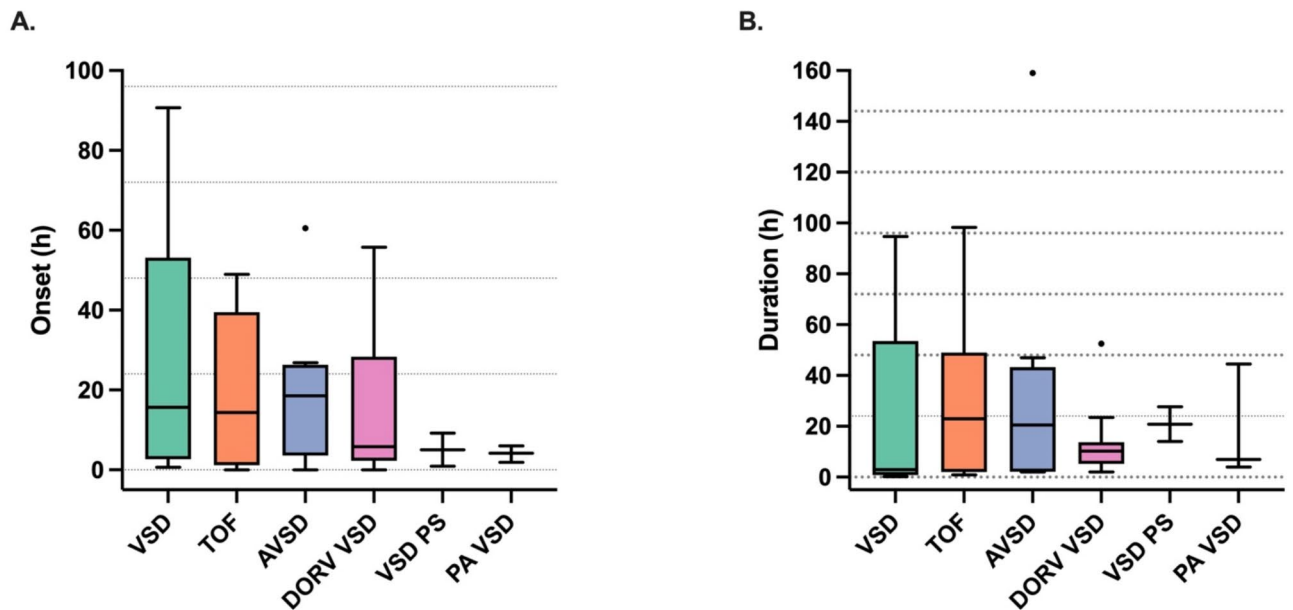 A.
100
80
60
40
20
0
Onset (h)
VSD
TOF
AVSD
DORV VSD
VSD PS
PA VSD
B.
160
140
120
100
80
60
40
20
0
Duration (h)
VSD
TOF
AVSD
DORV VSD
VSD PS
PA VSD